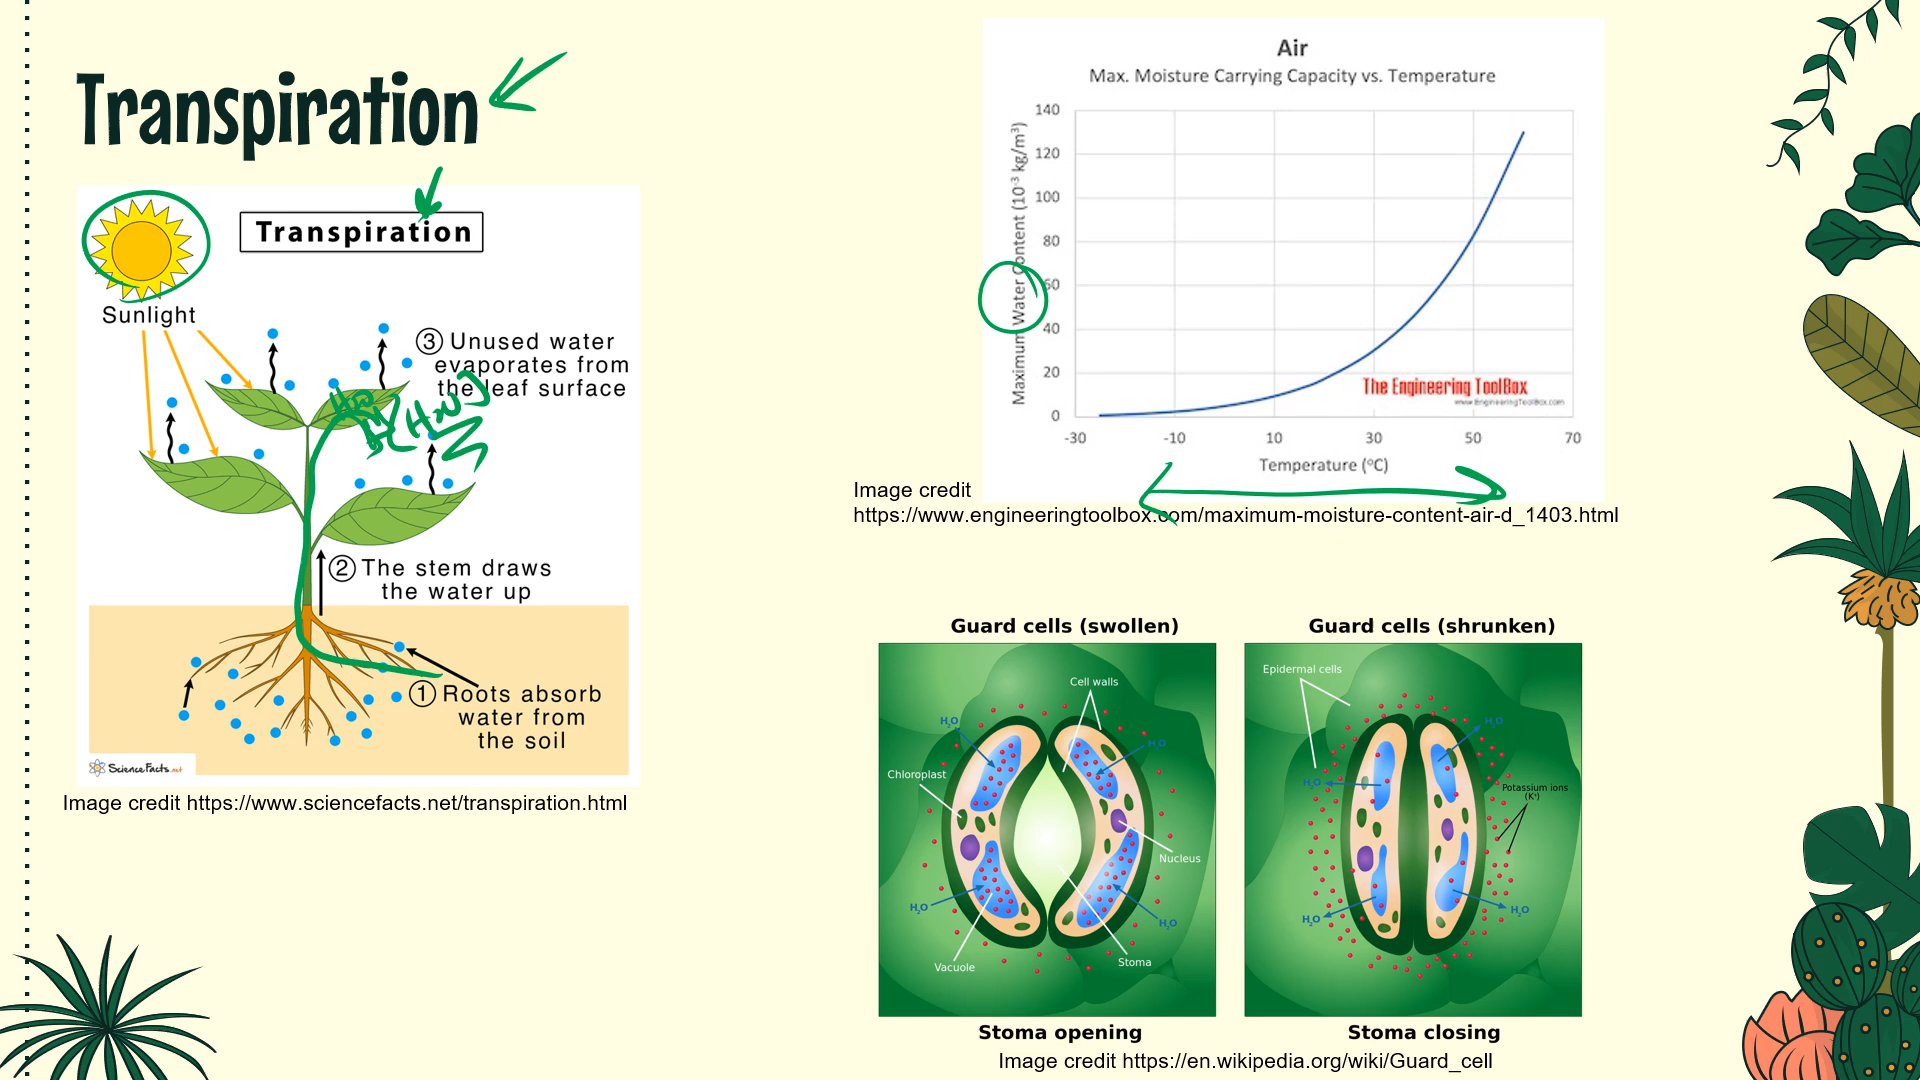 Transpiration
Transpiration
Sunlight
③ Unused water
evaporates from
the leaf surface
② The stem draws
the water up
① Roots absorb
water from
the soil
ScienceFacts.net
Image credit https://www.sciencefacts.net/transpiration.html
Air
Max. Moisture Carrying Capacity vs. Temperature
Maximum Water Content (10⁻³ kg/m³)
140
120
100
80
60
40
20
0
-30 -10 10 30 50 70
The Engineering ToolBox
www.EngineeringToolBox.com
Temperature (°C)
Image credit
https://www.engineeringtoolbox.com/maximum-moisture-content-air-d_1403.html
Guard cells (swollen)
Cell walls
H₂O
H₂O
Chloroplast
Nucleus
H₂O
H₂O
Vacuole
Stoma
Stoma opening
Guard cells (shrunken)
Epidermal cells
H₂O
H₂O
Potassium ions
(K⁺)
H₂O
H₂O
Stoma closing
Image credit https://en.wikipedia.org/wiki/Guard_cell